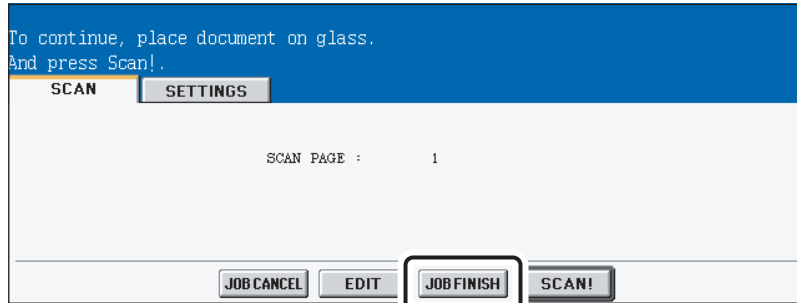 To continue, place document on glass.
And press Scan!.
SCAN SETTINGS
SCAN PAGE : 1
JOB CANCEL EDIT JOB FINISH SCAN!